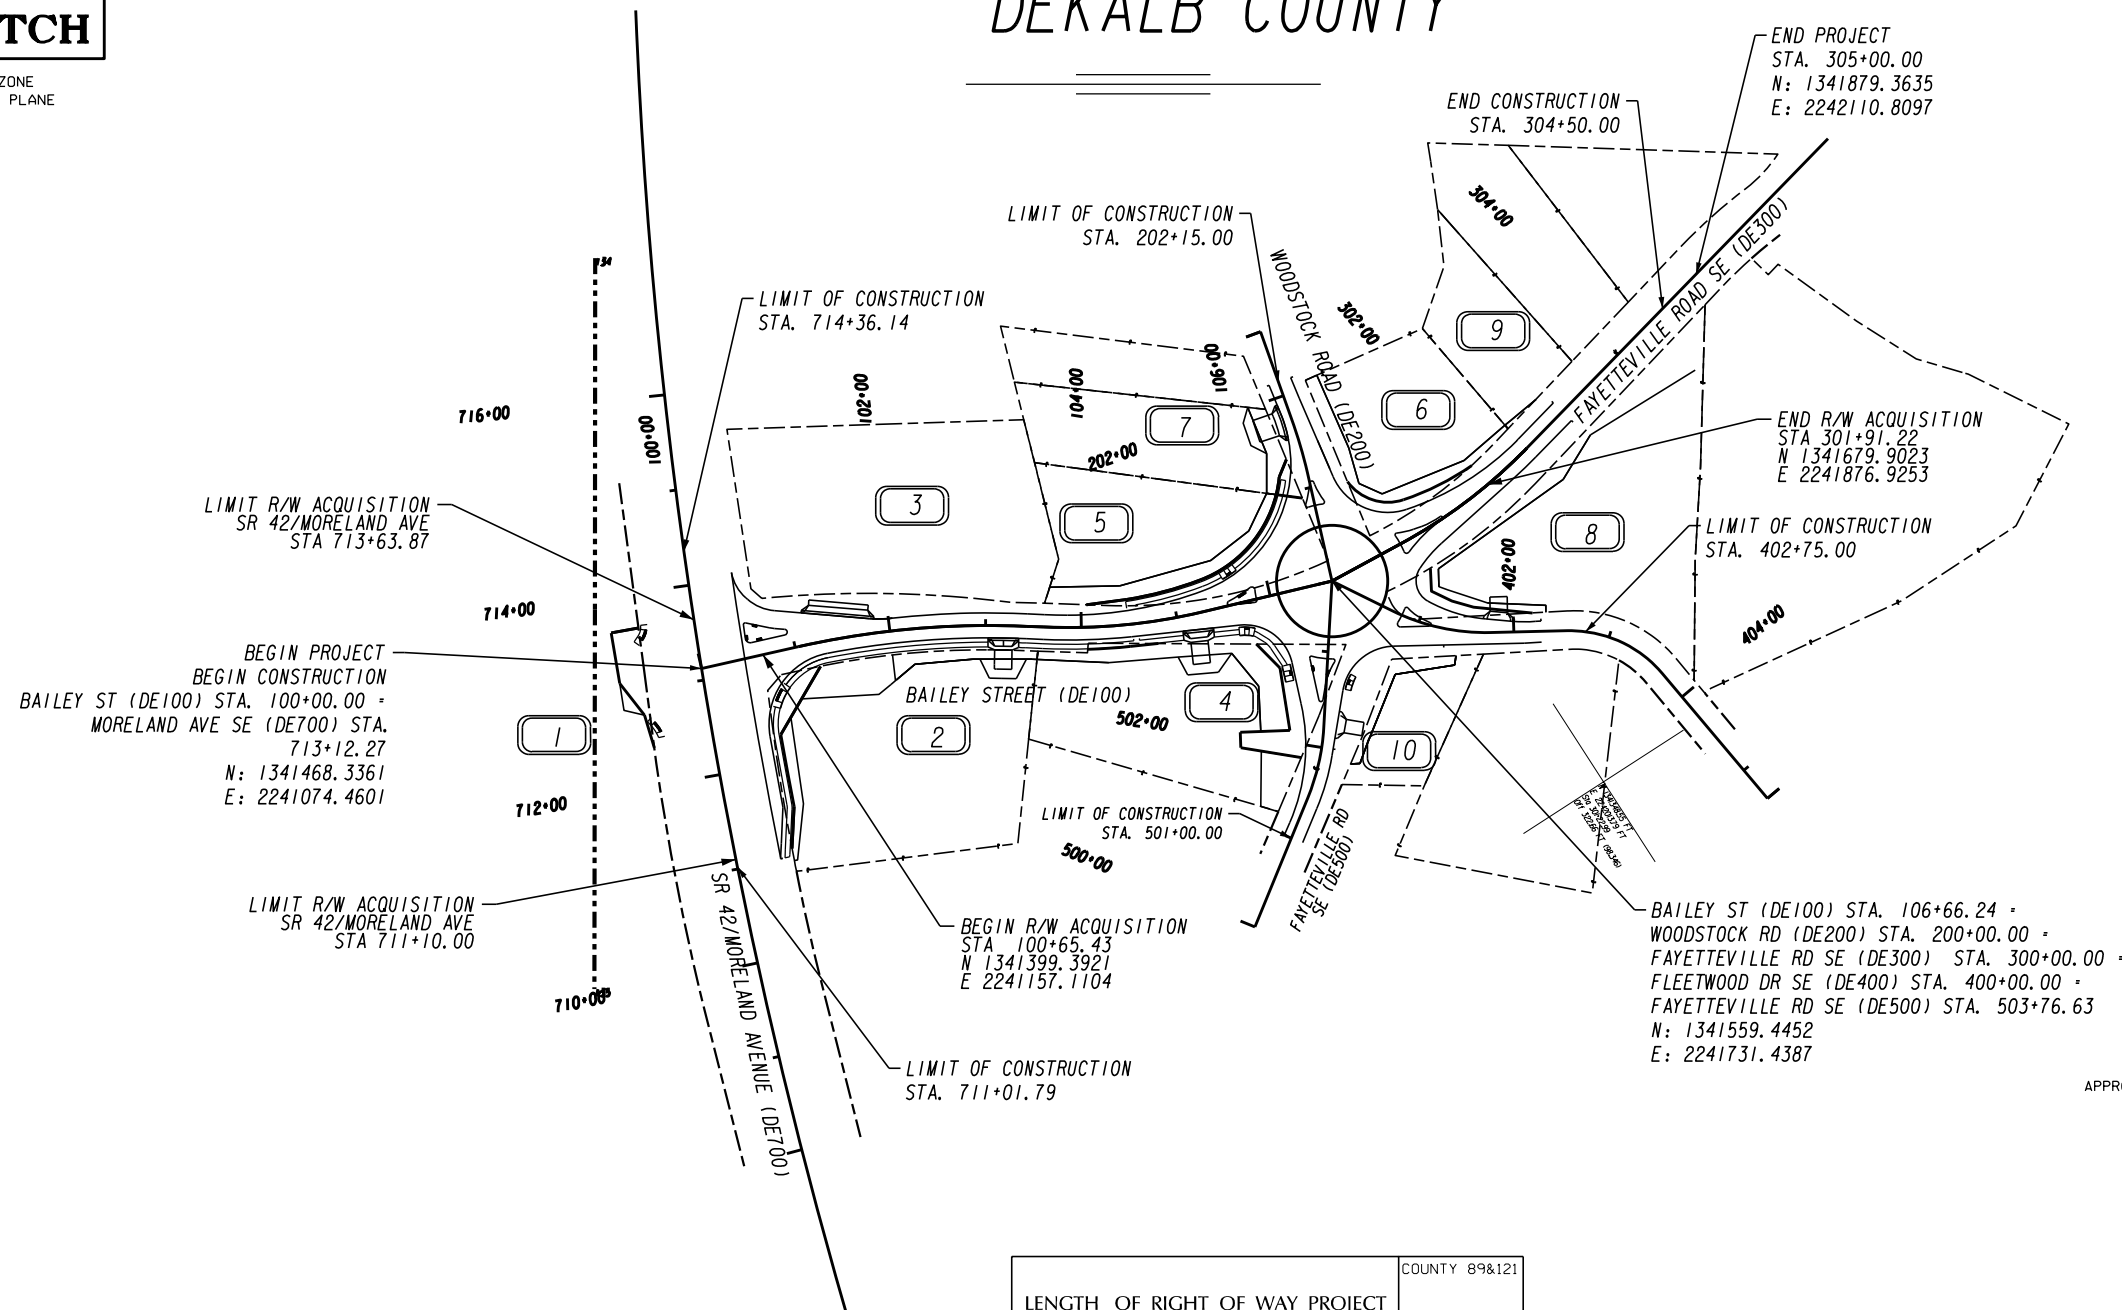 TCH
ZONE
PLANE
DEKALB COUNTY
END PROJECT
STA. 305+00.00
N: 1341879.3635
E: 2242110.8097
END CONSTRUCTION
STA. 304+50.00
LIMIT OF CONSTRUCTION
STA. 202+15.00
LIMIT OF CONSTRUCTION
STA. 714+36.14
WOODSTOCK ROAD (DE200)
FAYETTEVILLE ROAD SE (DE300)
304+00
302+00
716+00
100+00
102+00
104+00
106+00
202+00
9
6
7
3
5
8
END R/W ACQUISITION
STA 301+91.22
N 1341679.9023
E 2241876.9253
LIMIT OF CONSTRUCTION
STA. 402+75.00
402+00
404+00
LIMIT R/W ACQUISITION
SR 42/MORELAND AVE
STA 713+63.87
714+00
BEGIN PROJECT
BEGIN CONSTRUCTION
BAILEY ST (DE100) STA. 100+00.00 =
MORELAND AVE SE (DE700) STA.
713+12.27
N: 1341468.3361
E: 2241074.4601
1
2
BAILEY STREET (DE100)
4
502+00
10
712+00
LIMIT OF CONSTRUCTION
STA. 501+00.00
500+00
FAYETTEVILLE RD
SE (DE500)
LIMIT R/W ACQUISITION
SR 42/MORELAND AVE
STA 711+10.00
710+00
SR 42/MORELAND AVENUE (DE700)
BEGIN R/W ACQUISITION
STA 100+65.43
N 1341399.3921
E 2241157.1104
LIMIT OF CONSTRUCTION
STA. 711+01.79
BAILEY ST (DE100) STA. 106+66.24 =
WOODSTOCK RD (DE200) STA. 200+00.00 =
FAYETTEVILLE RD SE (DE300) STA. 300+00.00 =
FLEETWOOD DR SE (DE400) STA. 400+00.00 =
FAYETTEVILLE RD SE (DE500) STA. 503+76.63
N: 1341559.4452
E: 2241731.4387
APPR
COUNTY 89&121
LENGTH OF RIGHT OF WAY PROJECT